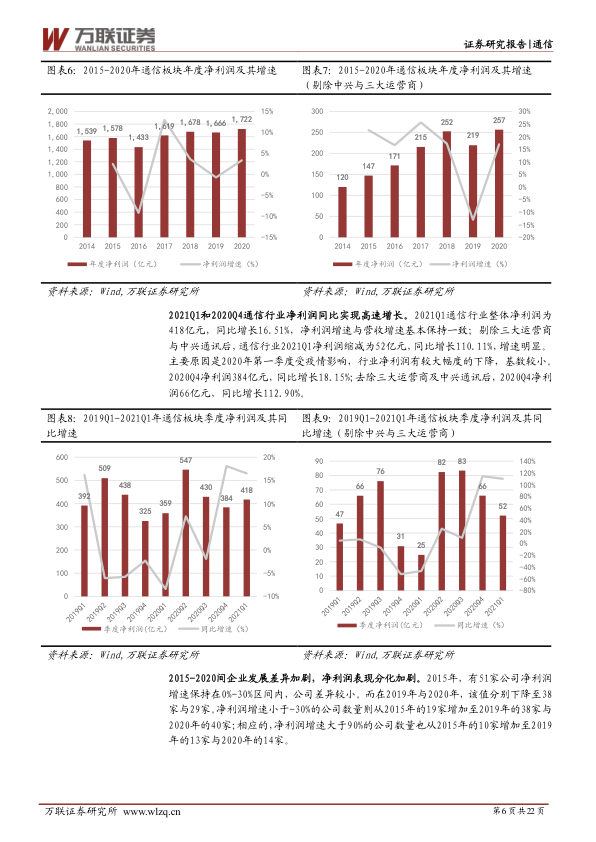 万联证券
WANLIAN SECURITIES
证券研究报告|通信
图表6：2015-2020年通信板块年度净利润及其增速
图表7：2015-2020年通信板块年度净利润及其增速
（剔除中兴与三大运营商）
2,000
1,800
1,600
1,400
1,200
1,000
800
600
400
200
0
1,539
1,578
1,433
1,619
1,678
1,666
1,722
15%
10%
5%
0%
-5%
-10%
-15%
2014 2015 2016 2017 2018 2019 2020
年度净利润（亿元） 净利润增速（%）
300
250
200
150
100
50
0
120
147
171
215
252
219
257
30%
25%
20%
15%
10%
5%
0%
-5%
-10%
-15%
-20%
2014 2015 2016 2017 2018 2019 2020
年度净利润（亿元） 净利润增速（%）
资料来源：Wind,万联证券研究所
资料来源：Wind,万联证券研究所
2021Q1和2020Q4通信行业净利润同比实现高速增长。2021Q1通信行业整体净利润为
418亿元，同比增长16.51%，净利润增速与营收增速基本保持一致；剔除三大运营商
与中兴通讯后，通信行业2021Q1净利润缩减为52亿元，同比增长110.11%，增速明显。
主要原因是2020年第一季度受疫情影响，行业净利润有较大幅度的下降，基数较小。
2020Q4净利润384亿元，同比增长18.15%；去除三大运营商及中兴通讯后，2020Q4净利
润66亿元，同比增长112.90%。
图表8：2019Q1-2021Q1年通信板块季度净利润及其同
比增速
图表9：2019Q1-2021Q1年通信板块季度净利润及其同
比增速（剔除中兴与三大运营商）
600
500
400
300
200
100
0
392
509
438
325
359
547
430
384
418
20%
15%
10%
5%
0%
-5%
-10%
2019Q1 2019Q2 2019Q3 2019Q4 2020Q1 2020Q2 2020Q3 2020Q4 2021Q1
季度净利润(亿元) 同比增速（%）
90
80
70
60
50
40
30
20
10
0
47
66
76
31
25
82
83
66
52
140%
120%
100%
80%
60%
40%
20%
0%
-20%
-40%
-60%
-80%
2019Q1 2019Q2 2019Q3 2019Q4 2020Q1 2020Q2 2020Q3 2020Q4 2021Q1
季度净利润(亿元) 同比增速（%）
资料来源：Wind,万联证券研究所
资料来源：Wind,万联证券研究所
2015-2020间企业发展差异加剧，净利润表现分化加剧。2015年，有51家公司净利润
增速保持在0%-30%区间内，公司差异较小。而在2019年与2020年，该值分别下降至38
家与29家。净利润增速小于-30%的公司数量则从2015年的19家增加至2019年的38家与
2020年的40家；相应的，净利润增速大于90%的公司数量也从2015年的10家增加至2019
年的13家与2020年的14家。
万联证券研究所 www.wlzq.cn
第6页共22页